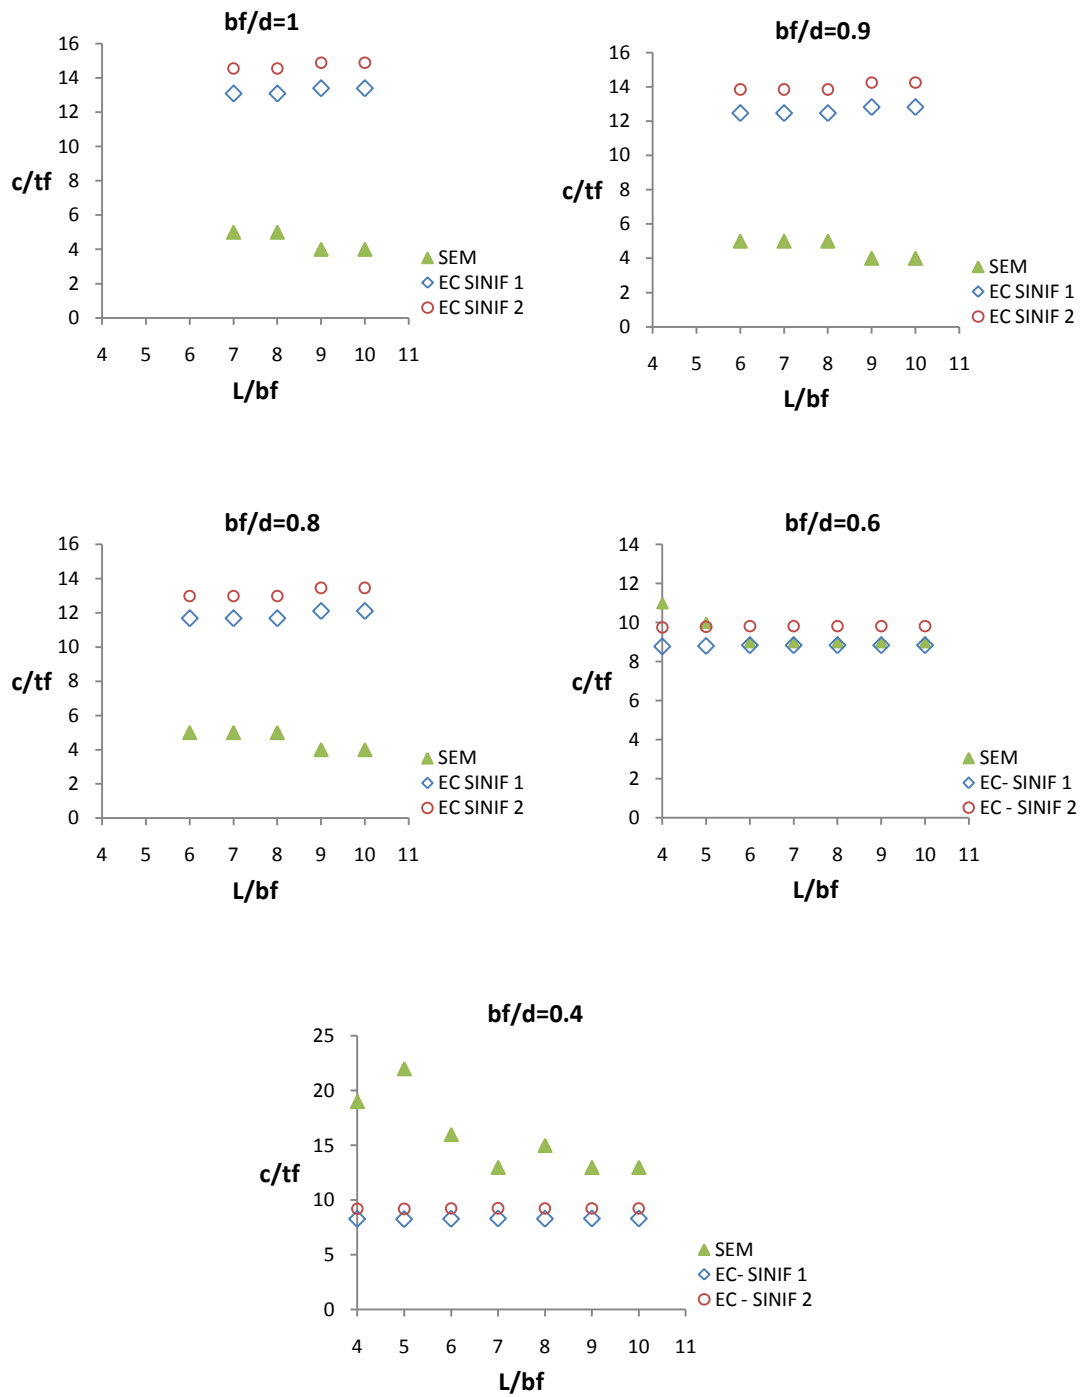 bf/d=1
16
14
12
10
8
6
4
2
0
c/tf
4 5 6 7 8 9 10 11
L/bf
SEM
EC SINIF 1
EC SINIF 2
bf/d=0.9
16
14
12
10
8
6
4
2
0
c/tf
4 5 6 7 8 9 10 11
L/bf
SEM
EC SINIF 1
EC SINIF 2
bf/d=0.8
16
14
12
10
8
6
4
2
0
c/tf
4 5 6 7 8 9 10 11
L/bf
SEM
EC SINIF 1
EC SINIF 2
bf/d=0.6
14
12
10
8
6
4
2
0
c/tf
4 5 6 7 8 9 10 11
L/bf
SEM
EC- SINIF 1
EC - SINIF 2
bf/d=0.4
25
20
15
10
5
0
c/tf
4 5 6 7 8 9 10 11
L/bf
SEM
EC- SINIF 1
EC - SINIF 2